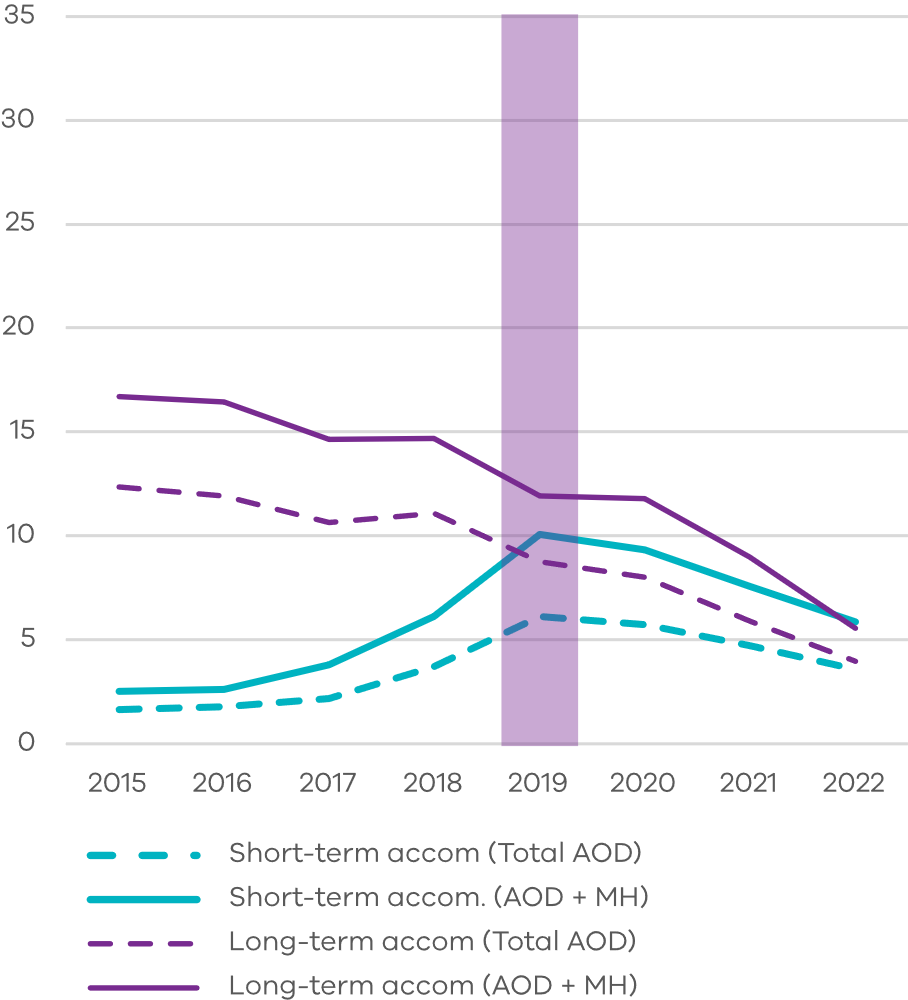 35
30
25
20
15
10
5
0
2015 2016 2017 2018 2019 2020 2021 2022
Short-term accom (Total AOD)
Short-term accom. (AOD + MH)
Long-term accom (Total AOD)
Long-term accom (AOD + MH)